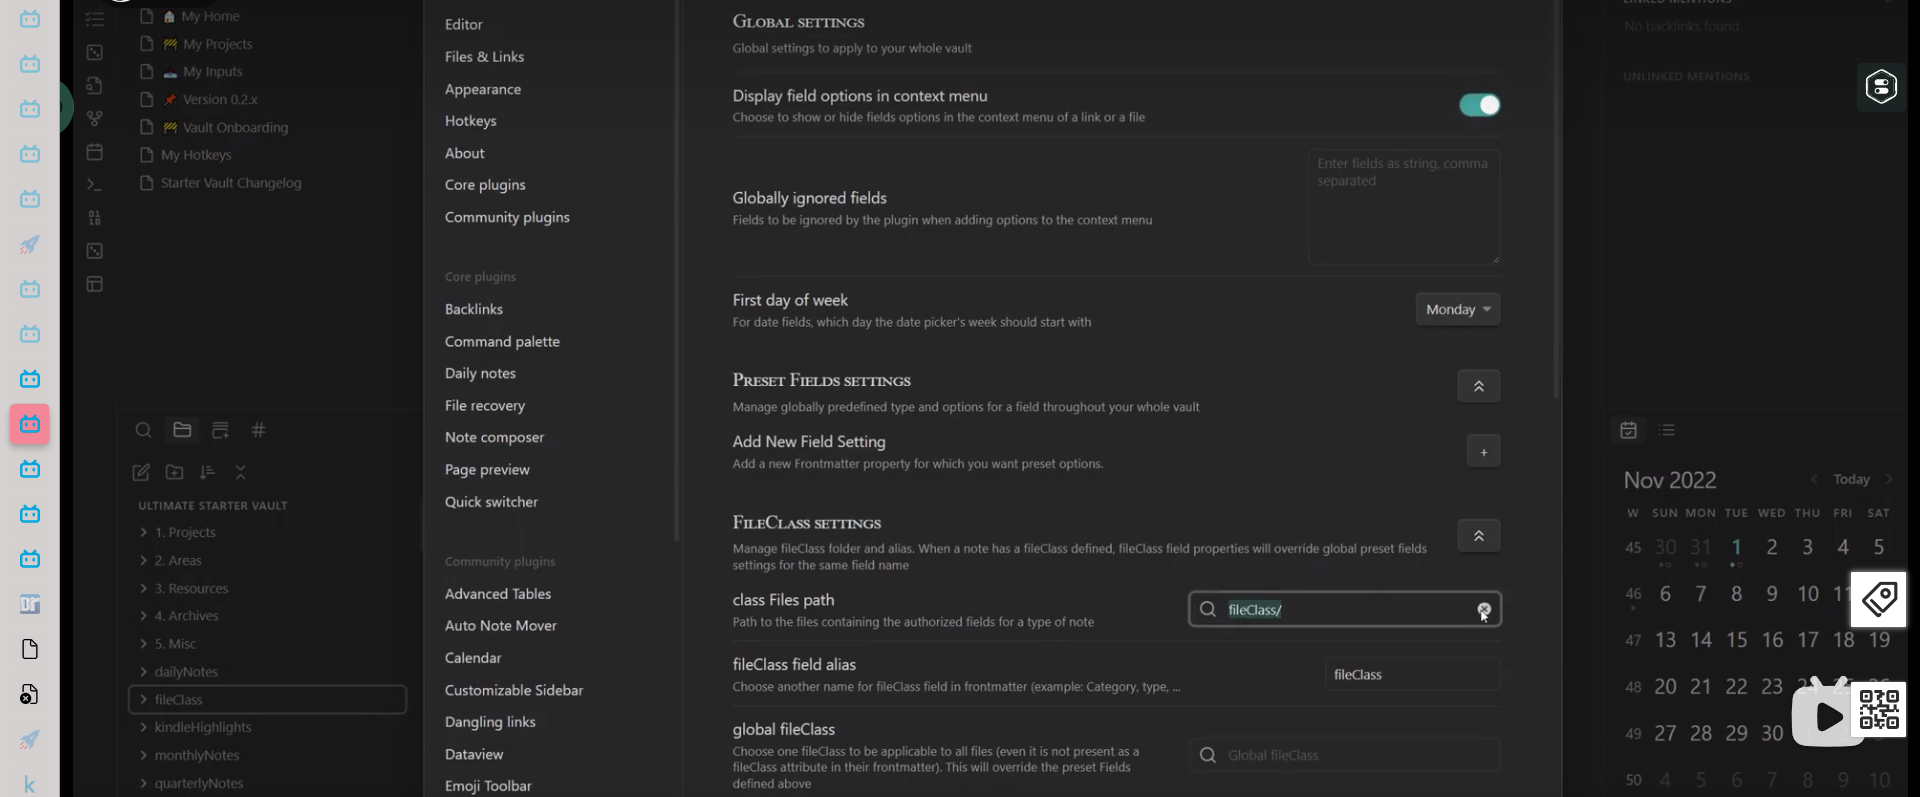 My Home
My Projects
My Inputs
Version 0.2.x
Vault Onboarding
My Hotkeys
Starter Vault Changelog
ULTIMATE STARTER VAULT
1. Projects
2. Areas
3. Resources
4. Archives
5. Misc
dailyNotes
fileClass
kindleHighlights
monthlyNotes
quarterlyNotes
Editor
Files & Links
Appearance
Hotkeys
About
Core plugins
Community plugins
Core plugins
Backlinks
Command palette
Daily notes
File recovery
Note composer
Page preview
Quick switcher
Community plugins
Advanced Tables
Auto Note Mover
Calendar
Customizable Sidebar
Dangling links
Dataview
Emoji Toolbar
GLOBAL SETTINGS
Global settings to apply to your whole vault
Display field options in context menu
Choose to show or hide fields options in the context menu of a link or a file
Globally ignored fields
Fields to be ignored by the plugin when adding options to the context menu
Enter fields as string, comma
separated
First day of week
For date fields, which day the date picker's week should start with
Monday
PRESET FIELDS SETTINGS
Manage globally predefined type and options for a field throughout your whole vault
Add New Field Setting
Add a new Frontmatter property for which you want preset options.
+
FILECLASS SETTINGS
Manage fileClass folder and alias. When a note has a fileClass defined, fileClass field properties will override global preset fields
settings for the same field name
class Files path
Path to the files containing the authorized fields for a type of note
fileClass/
fileClass field alias
Choose another name for fileClass field in frontmatter (example: Category, type, ...
fileClass
global fileClass
Choose one fileClass to be applicable to all files (even it is not present as a
fileClass attribute in their frontmatter). This will override the preset Fields
defined above
Global fileClass
LINKED MENTIONS
No backlinks found.
UNLINKED MENTIONS
Nov 2022
Today
W SUN MON TUE WED THU FRI SAT
45 30 31 1 2 3 4 5
46 6 7 8 9 10 11
47 13 14 15 16 17 18 19
48 20 21 22 23
49 27 28 29 30
50 4 5 6 7 8 9 10
k